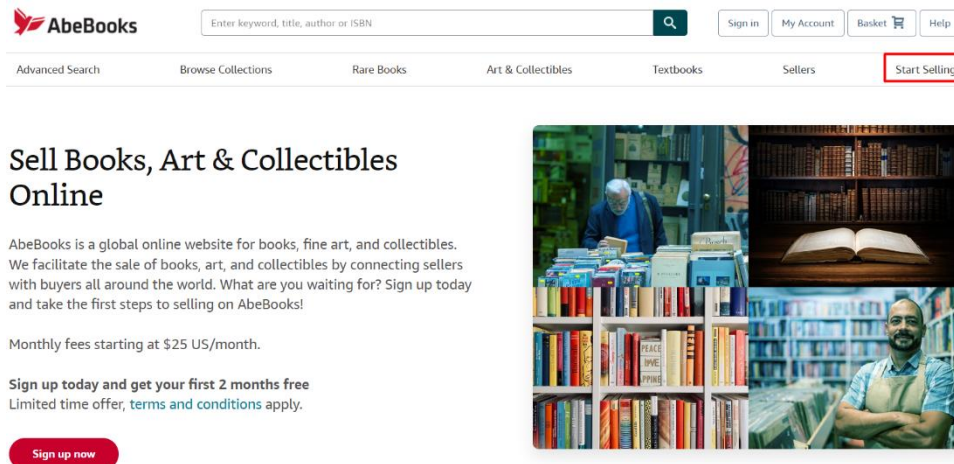 AbeBooks
Enter keyword, title, author or ISBN
Sign in
My Account
Basket
Help
Advanced Search
Browse Collections
Rare Books
Art & Collectibles
Textbooks
Sellers
Start Selling
Sell Books, Art & Collectibles
Online
AbeBooks is a global online website for books, fine art, and collectibles.
We facilitate the sale of books, art, and collectibles by connecting sellers
with buyers all around the world. What are you waiting for? Sign up today
and take the first steps to selling on AbeBooks!
Monthly fees starting at $25 US/month.
Sign up today and get your first 2 months free
Limited time offer, terms and conditions apply.
Sign up now
PEACE
LOVE